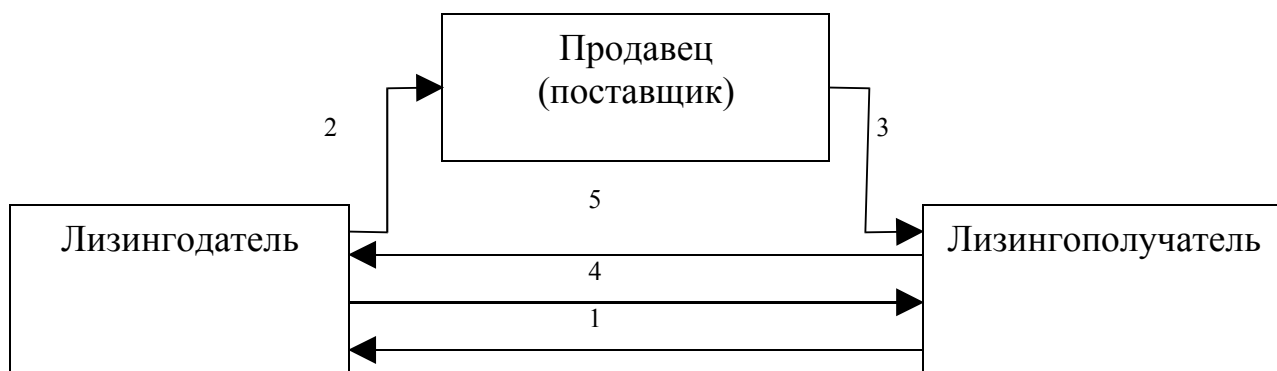 Продавец
(поставщик)
2
3
5
Лизингодатель
Лизингополучатель
4
1